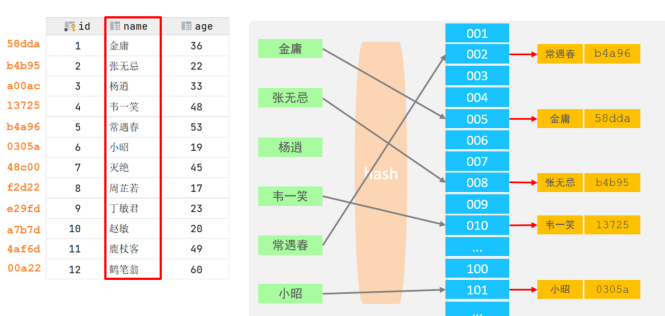 id name age
58dda 1 金庸 36
b4b95 2 张无忌 22
a00ac 3 杨逍 33
13725 4 韦一笑 48
b4a96 5 常遇春 53
0305a 6 小昭 19
48c00 7 灭绝 45
f2d22 8 周芷若 17
e29fd 9 丁敏君 23
a7b7d 10 赵敏 20
4af6d 11 鹿杖客 49
00a22 12 鹤笔翁 60
金庸
张无忌
杨逍
韦一笑
常遇春
小昭
hash
001
002
003
004
005
006
007
008
009
010
...
100
101
...
常遇春 b4a96
金庸 58dda
张无忌 b4b95
韦一笑 13725
小昭 0305a